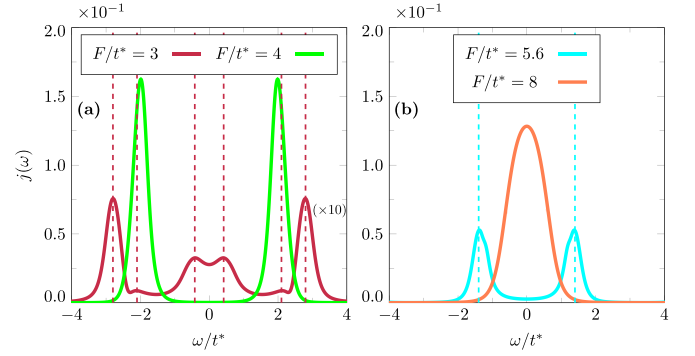 ×10⁻¹ ×10⁻¹
F/t* = 3 F/t* = 4 F/t* = 5.6
F/t* = 8
(a) (b)
(×10)
j(ω)
2.0 2.0
1.5 1.5
1.0 1.0
0.5 0.5
0.0 0.0
−4 −2 0 2 4 −4 −2 0 2 4
ω/t* ω/t*